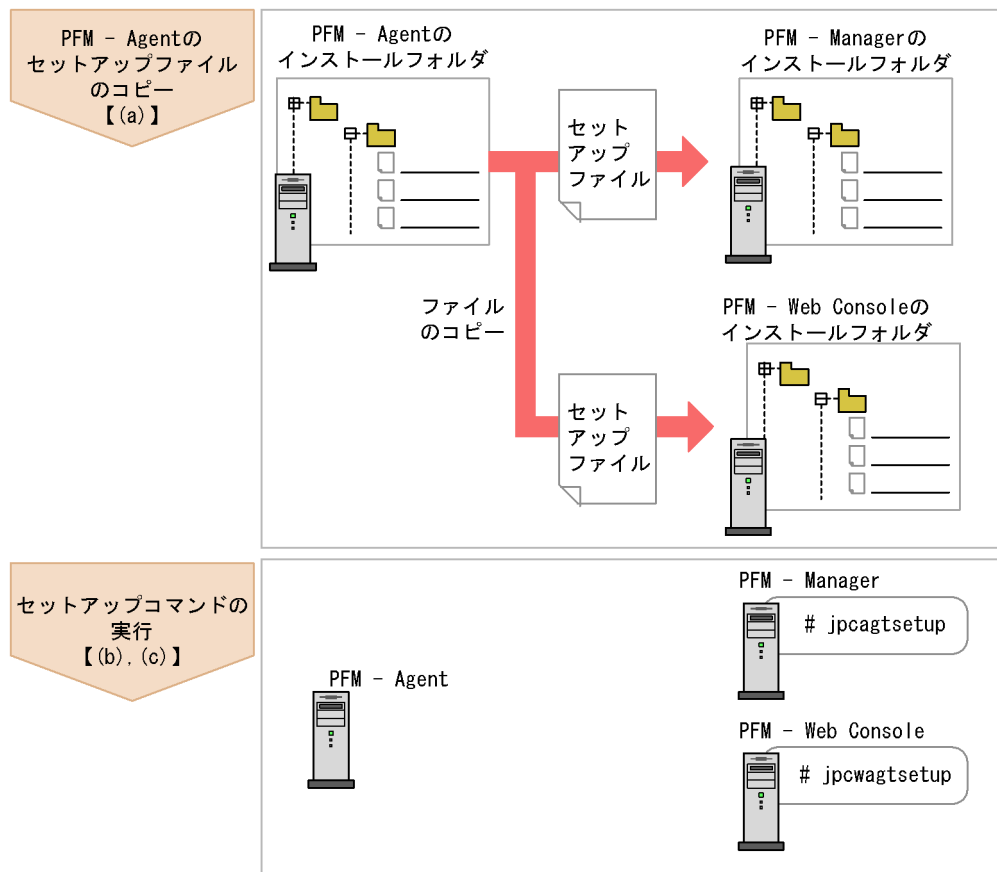 PFM - Agentの
セットアップファイル
のコピー
【(a)】
PFM - Agentの
インストールフォルダ
セット
アップ
ファイル
PFM - Managerの
インストールフォルダ
ファイル
のコピー
PFM - Web Consoleの
インストールフォルダ
セット
アップ
ファイル
セットアップコマンドの
実行
【(b),(c)】
PFM - Agent
PFM - Manager
# jpcagtsetup
PFM - Web Console
# jpcwagtsetup